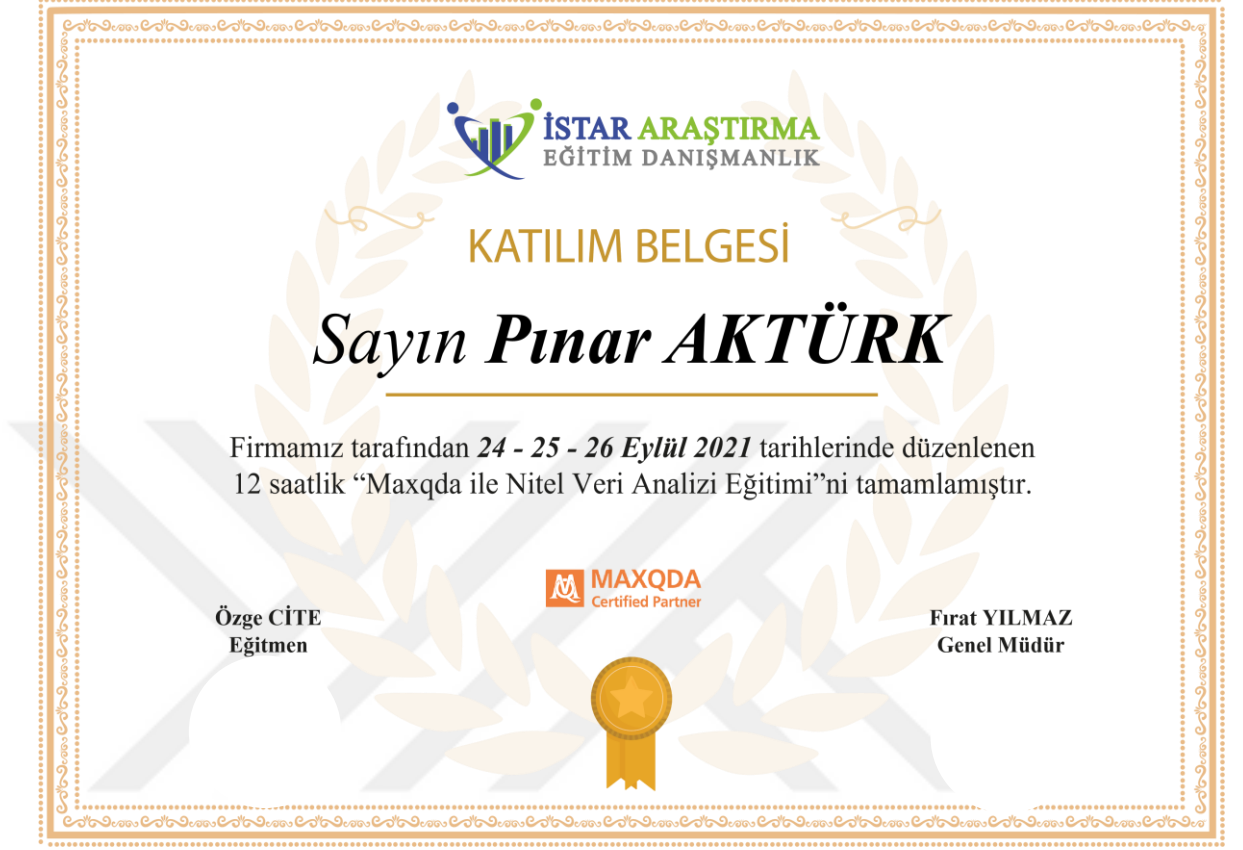 İSTAR ARAŞTIRMA
EĞİTİM DANIŞMANLIK
KATILIM BELGESİ
Sayın Pınar AKTÜRK
Firmamız tarafından 24 - 25 - 26 Eylül 2021 tarihlerinde düzenlenen
12 saatlik “Maxqda ile Nitel Veri Analizi Eğitimi”ni tamamlamıştır.
MAXQDA
Certified Partner
Özge CİTE
Eğitmen
Fırat YILMAZ
Genel Müdür